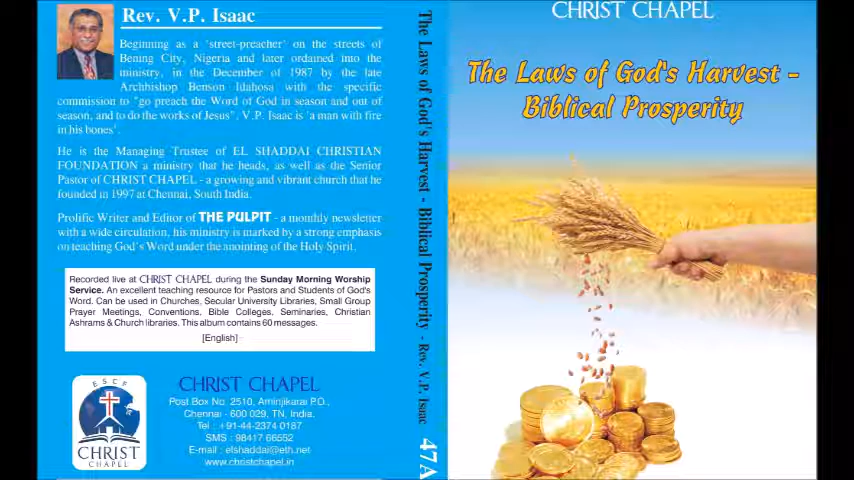 Rev. V.P. Isaac
Beginning as a 'street-preacher' on the streets of
Bening City, Nigeria and later ordained into the
ministry, in the December of 1987 by the late
Archbishop Benson Idahosa with the specific
commission to "go preach the Word of God in season and out of
season, and to do the works of Jesus". V.P. Isaac is 'a man with fire
in his bones'.
He is the Managing Trustee of EL SHADDAI CHRISTIAN
FOUNDATION a ministry that he heads, as well as the Senior
Pastor of CHRIST CHAPEL - a growing and vibrant church that he
founded in 1997 at Chennai, South India.
Prolific Writer and Editor of THE PULPIT - a monthly newsletter
with a wide circulation, his ministry is marked by a strong emphasis
on teaching God's Word under the anointing of the Holy Spirit.
Recorded live at CHRIST CHAPEL during the Sunday Morning Worship
Service. An excellent teaching resource for Pastors and Students of God's
Word. Can be used in Churches, Secular University Libraries, Small Group
Prayer Meetings, Conventions, Bible Colleges, Seminaries, Christian
Ashrams & Church libraries. This album contains 60 messages.
[English]
ESCF
CHRIST
CHAPEL
CHRIST CHAPEL
Post Box No. 2510, Aminjikarai P.O.,
Chennai - 600 029, TN, India.
Tel : +91-44-2374 0187
SMS : 98417 66552
E-mail : elshaddai@eth.net
www.christchapel.in
The Laws of God's Harvest - Biblical Prosperity - Rev. V.P. Isaac 47A
CHRIST CHAPEL
The Laws of God's Harvest -
Biblical Prosperity